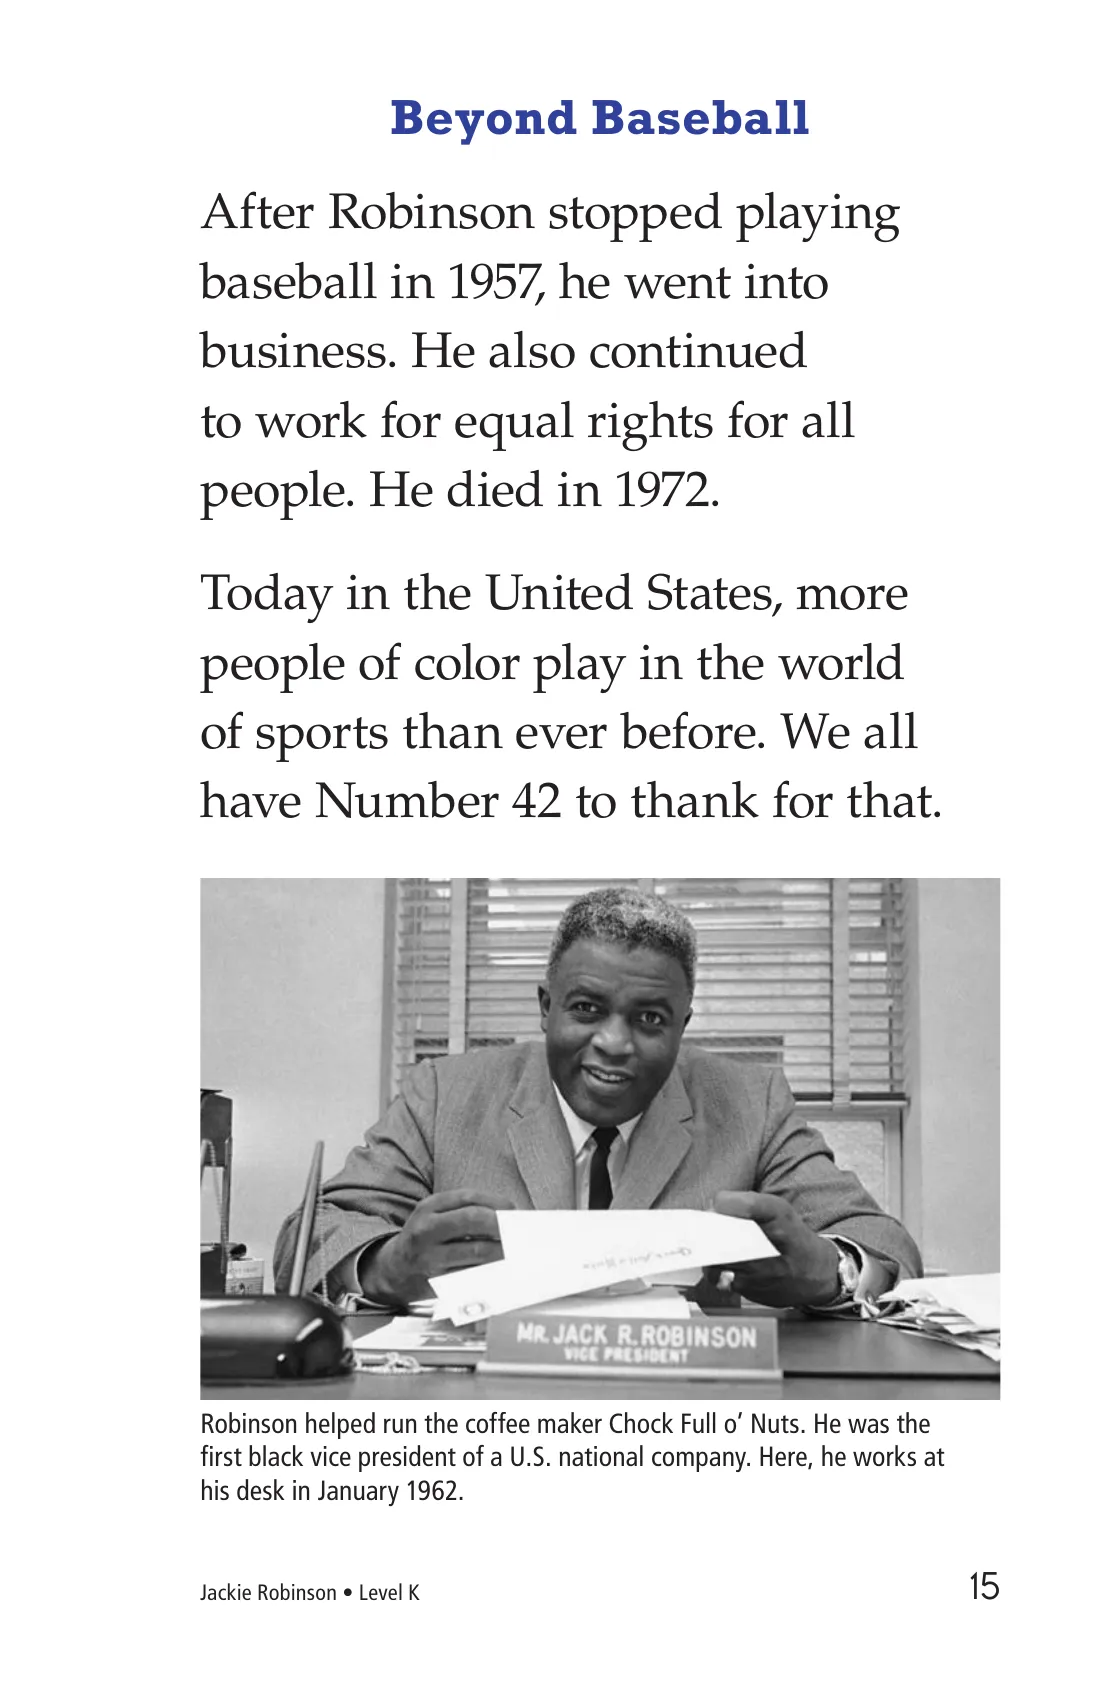 Beyond Baseball
After Robinson stopped playing
baseball in 1957, he went into
business. He also continued
to work for equal rights for all
people. He died in 1972.
Today in the United States, more
people of color play in the world
of sports than ever before. We all
have Number 42 to thank for that.
MR. JACK R. ROBINSON
VICE PRESIDENT
Robinson helped run the coffee maker Chock Full o’ Nuts. He was the
first black vice president of a U.S. national company. Here, he works at
his desk in January 1962.
Jackie Robinson • Level K
15